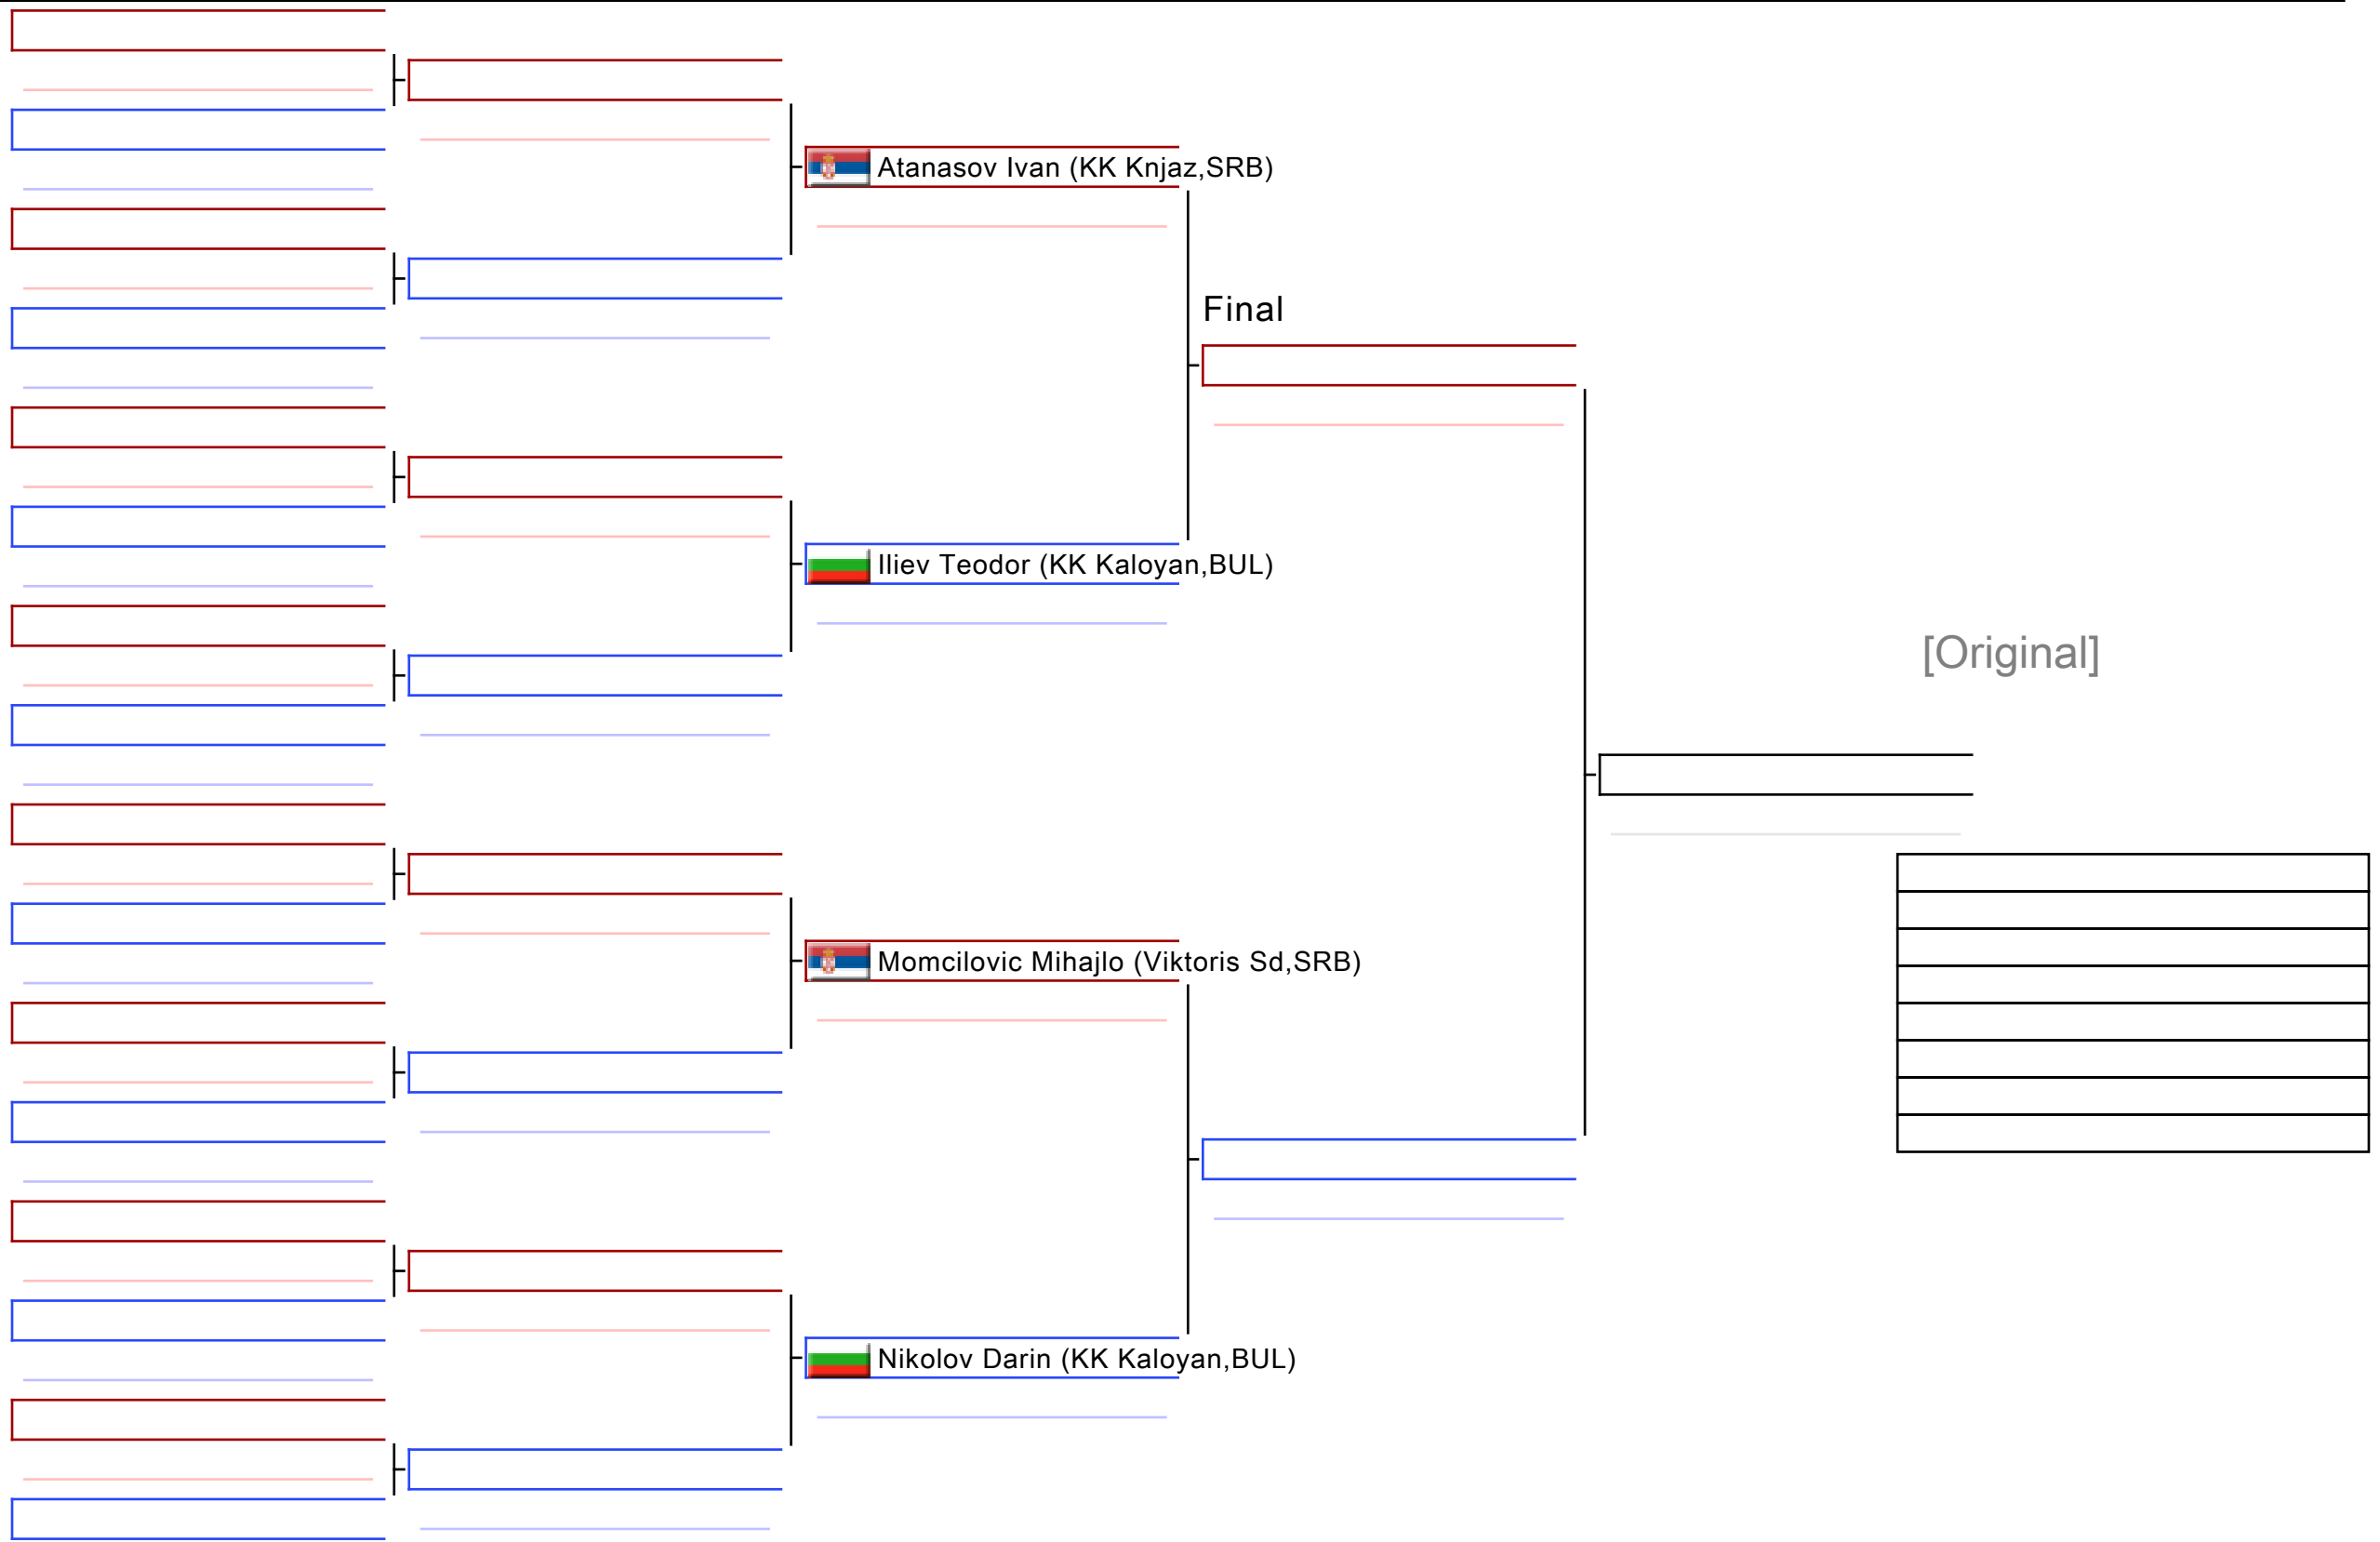 Atanasov Ivan (KK Knjaz,SRB)
Final
Iliev Teodor (KK Kaloyan,BUL)
[Original]
Momcilovic Mihajlo (Viktoris Sd,SRB)
Nikolov Darin (KK Kaloyan,BUL)